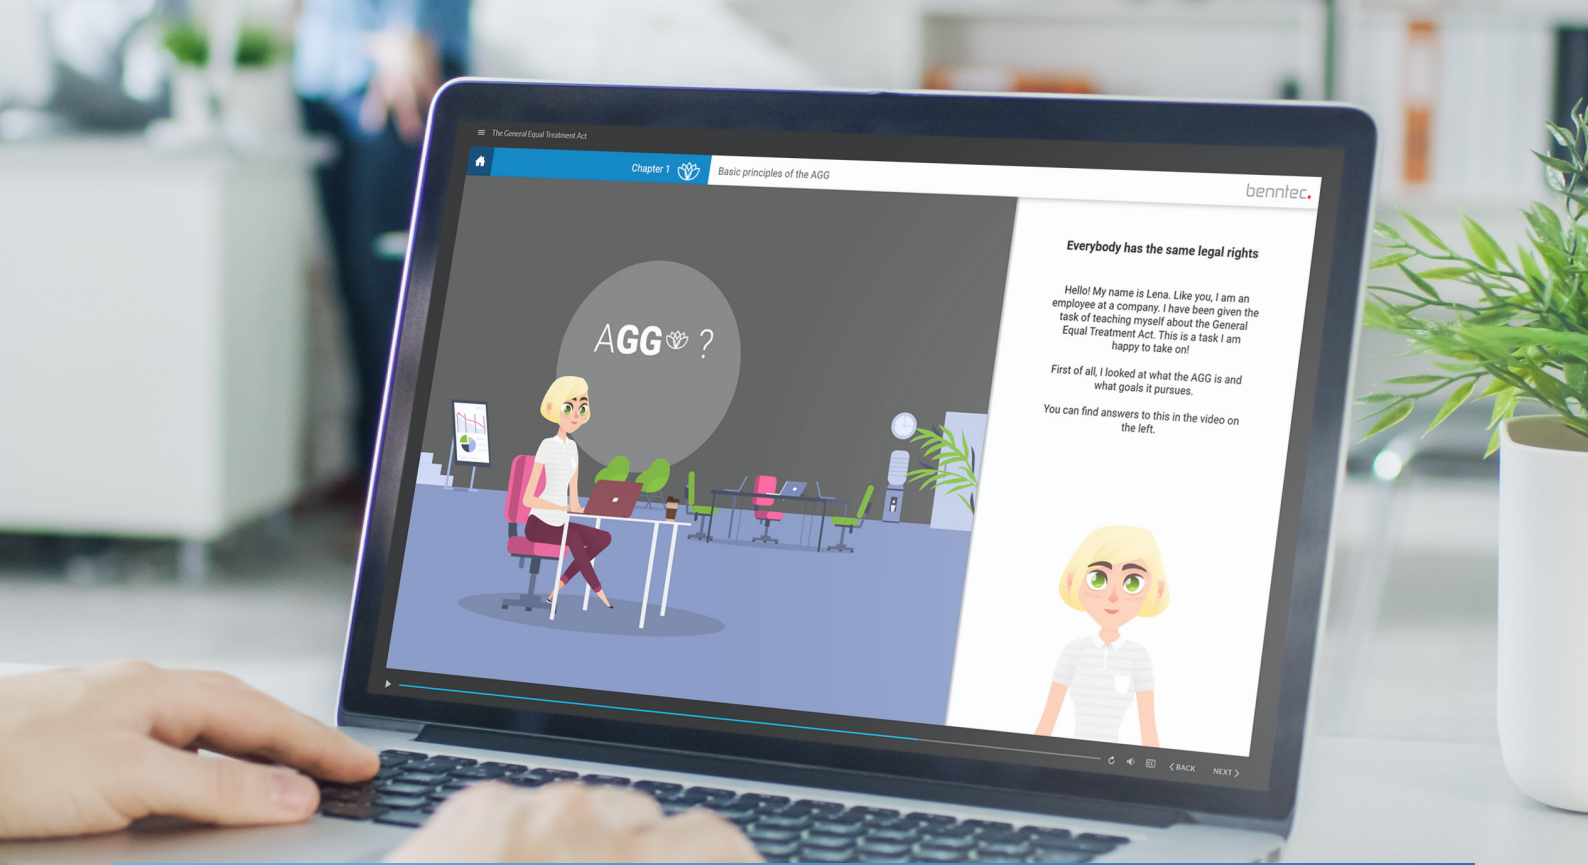 The General Equal Treatment Act
Chapter 1
Basic principles of the AGG
benntec.
AGG ?
Everybody has the same legal rights
Hello! My name is Lena. Like you, I am an
employee at a company. I have been given the
task of teaching myself about the General
Equal Treatment Act. This is a task I am
happy to take on!
First of all, I looked at what the AGG is and
what goals it pursues.
You can find answers to this in the video on
the left.
CC
BACK
NEXT